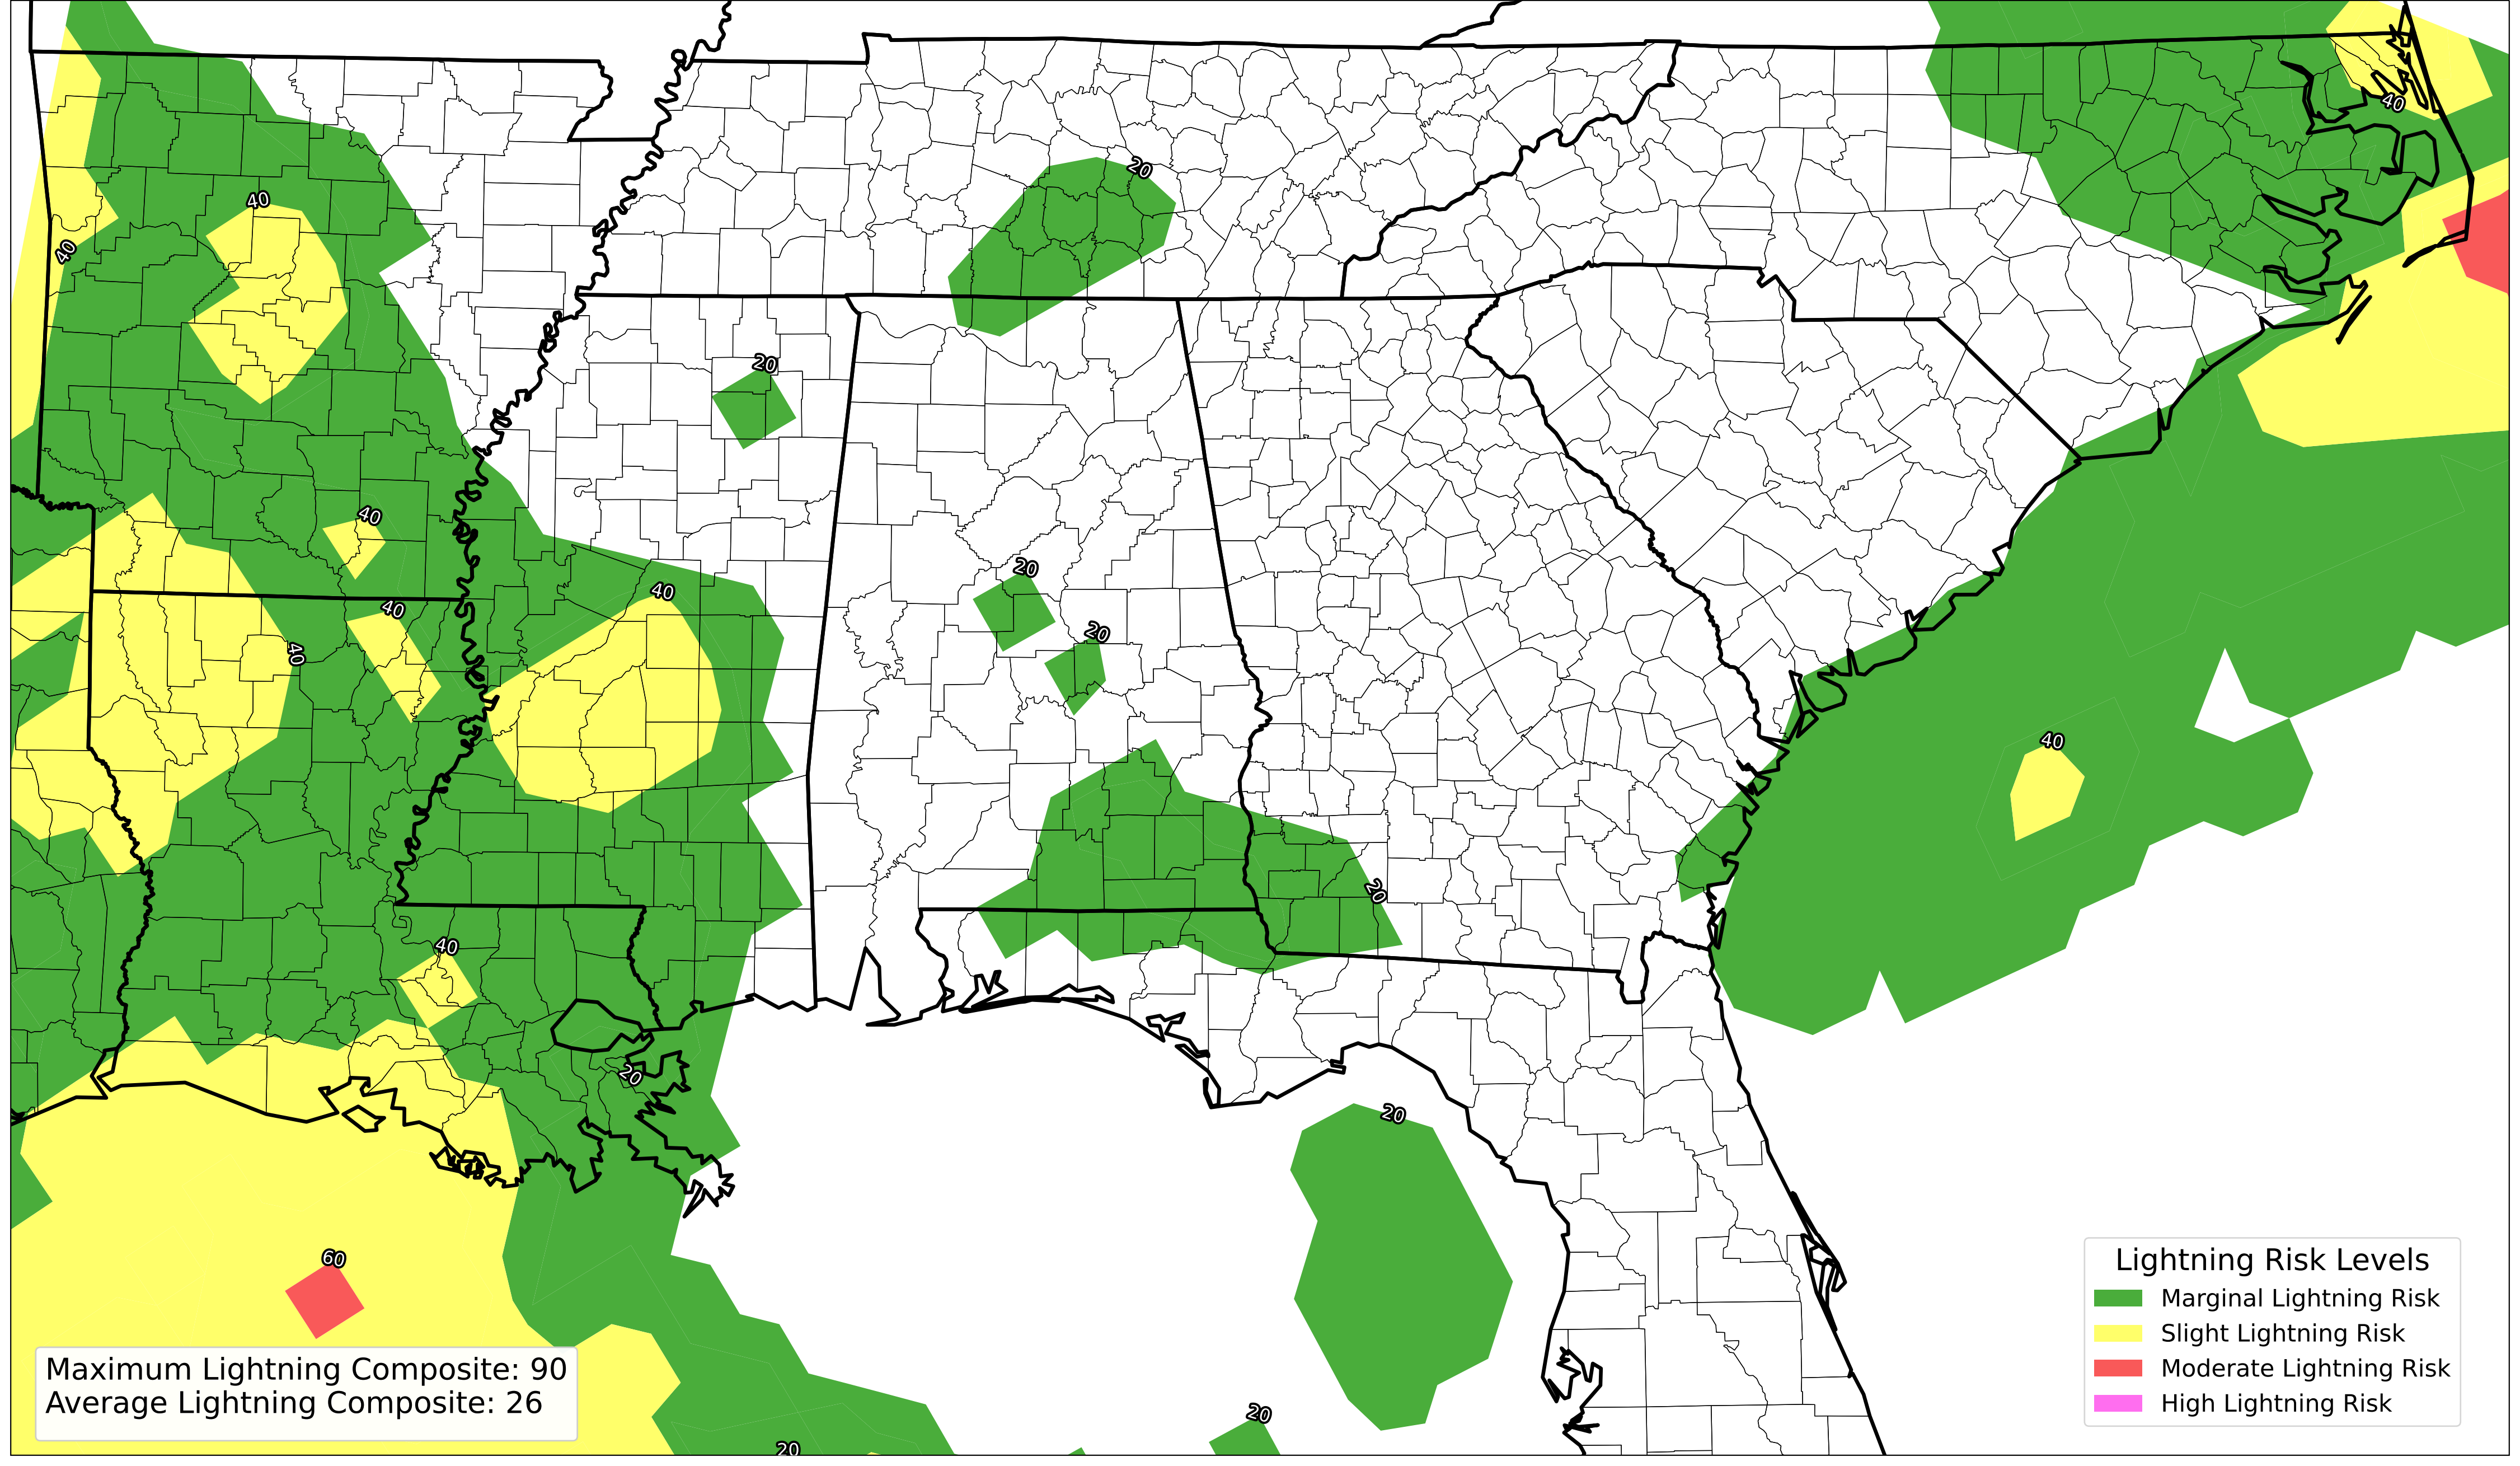 40
20
40
40
20
40
20
40
40
20
40
40
20
40
20
20
60
20
20
Lightning Risk Levels
Marginal Lightning Risk
Slight Lightning Risk
Moderate Lightning Risk
High Lightning Risk
Maximum Lightning Composite: 90
Average Lightning Composite: 26